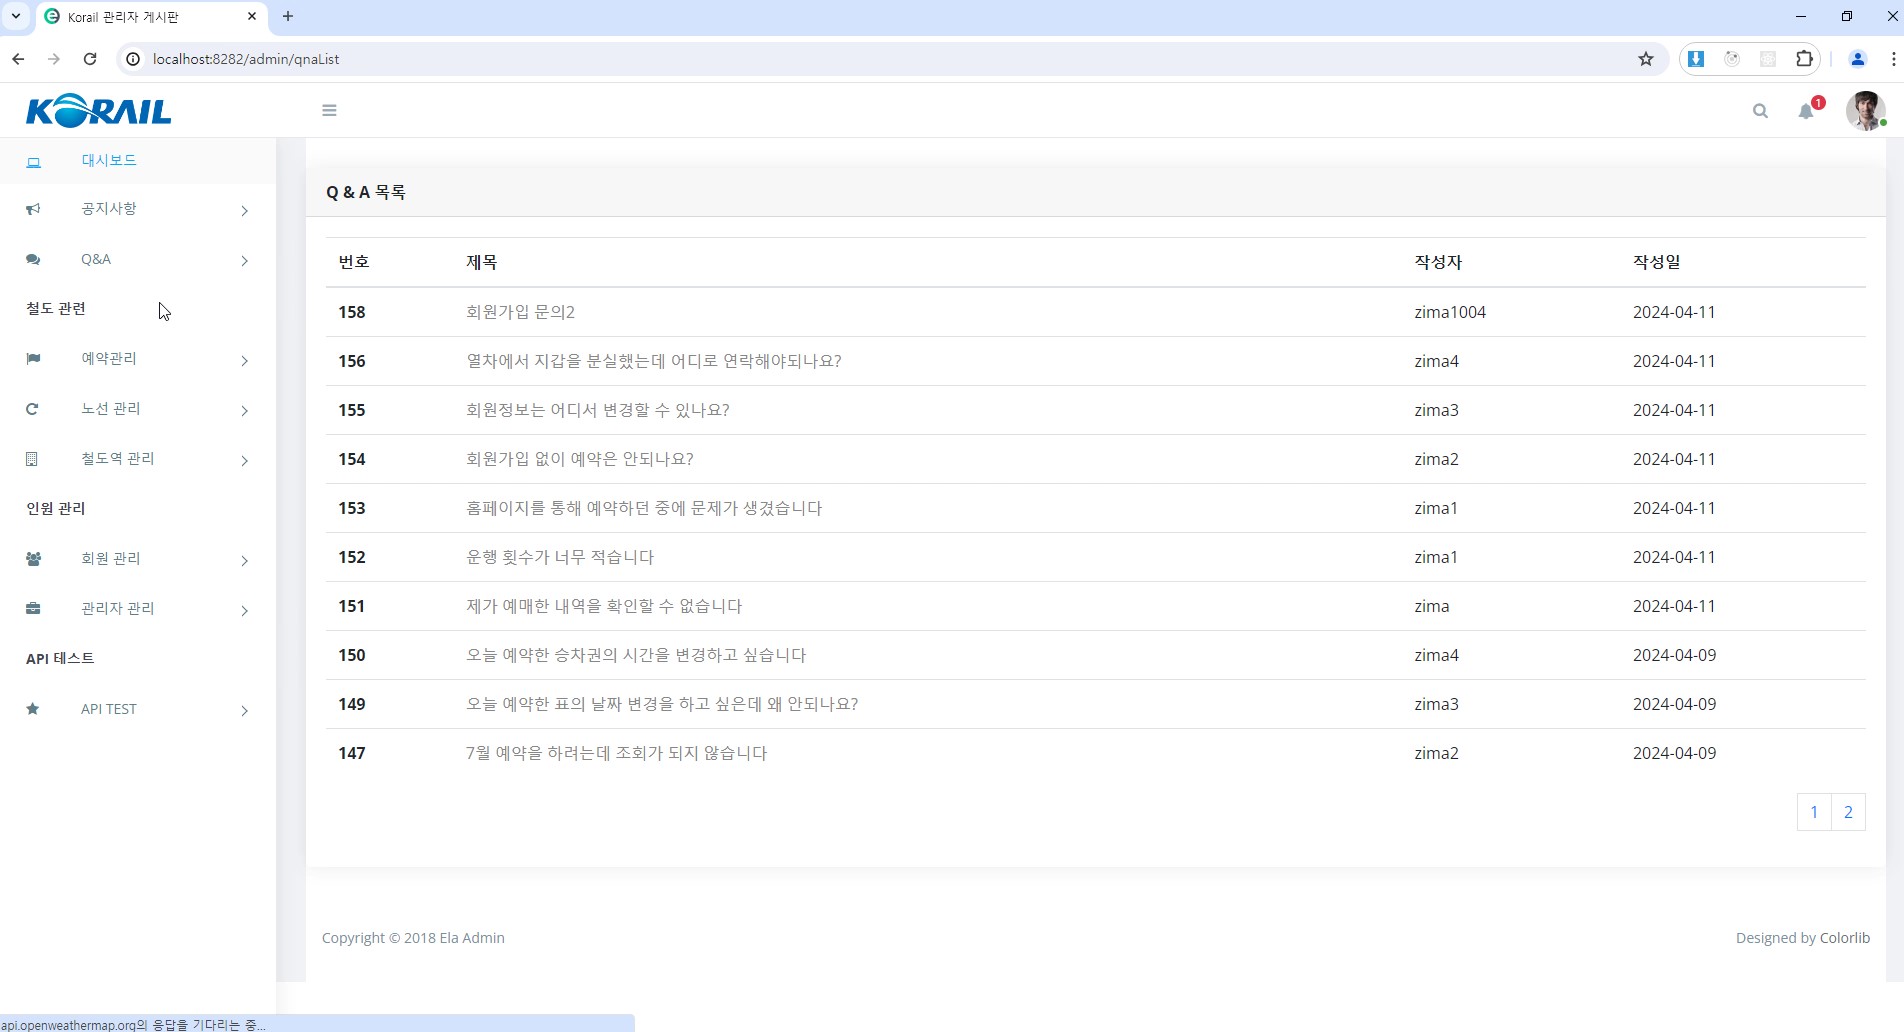 Korail 관리자 게시판
localhost:8282/admin/qnaList
KORAIL
1
대시보드
공지사항
Q&A
철도 관련
예약관리
노선 관리
철도역 관리
인원 관리
회원 관리
관리자 관리
API 테스트
API TEST
Q & A 목록
번호 제목 작성자 작성일
158 회원가입 문의2 zima1004 2024-04-11
156 열차에서 지갑을 분실했는데 어디로 연락해야되나요? zima4 2024-04-11
155 회원정보는 어디서 변경할 수 있나요? zima3 2024-04-11
154 회원가입 없이 예약은 안되나요? zima2 2024-04-11
153 홈페이지를 통해 예약하던 중에 문제가 생겼습니다 zima1 2024-04-11
152 운행 횟수가 너무 적습니다 zima1 2024-04-11
151 제가 예매한 내역을 확인할 수 없습니다 zima 2024-04-11
150 오늘 예약한 승차권의 시간을 변경하고 싶습니다 zima4 2024-04-09
149 오늘 예약한 표의 날짜 변경을 하고 싶은데 왜 안되나요? zima3 2024-04-09
147 7월 예약을 하려는데 조회가 되지 않습니다 zima2 2024-04-09
1 2
Copyright © 2018 Ela Admin Designed by Colorlib
api.openweathermap.org의 응답을 기다리는 중...